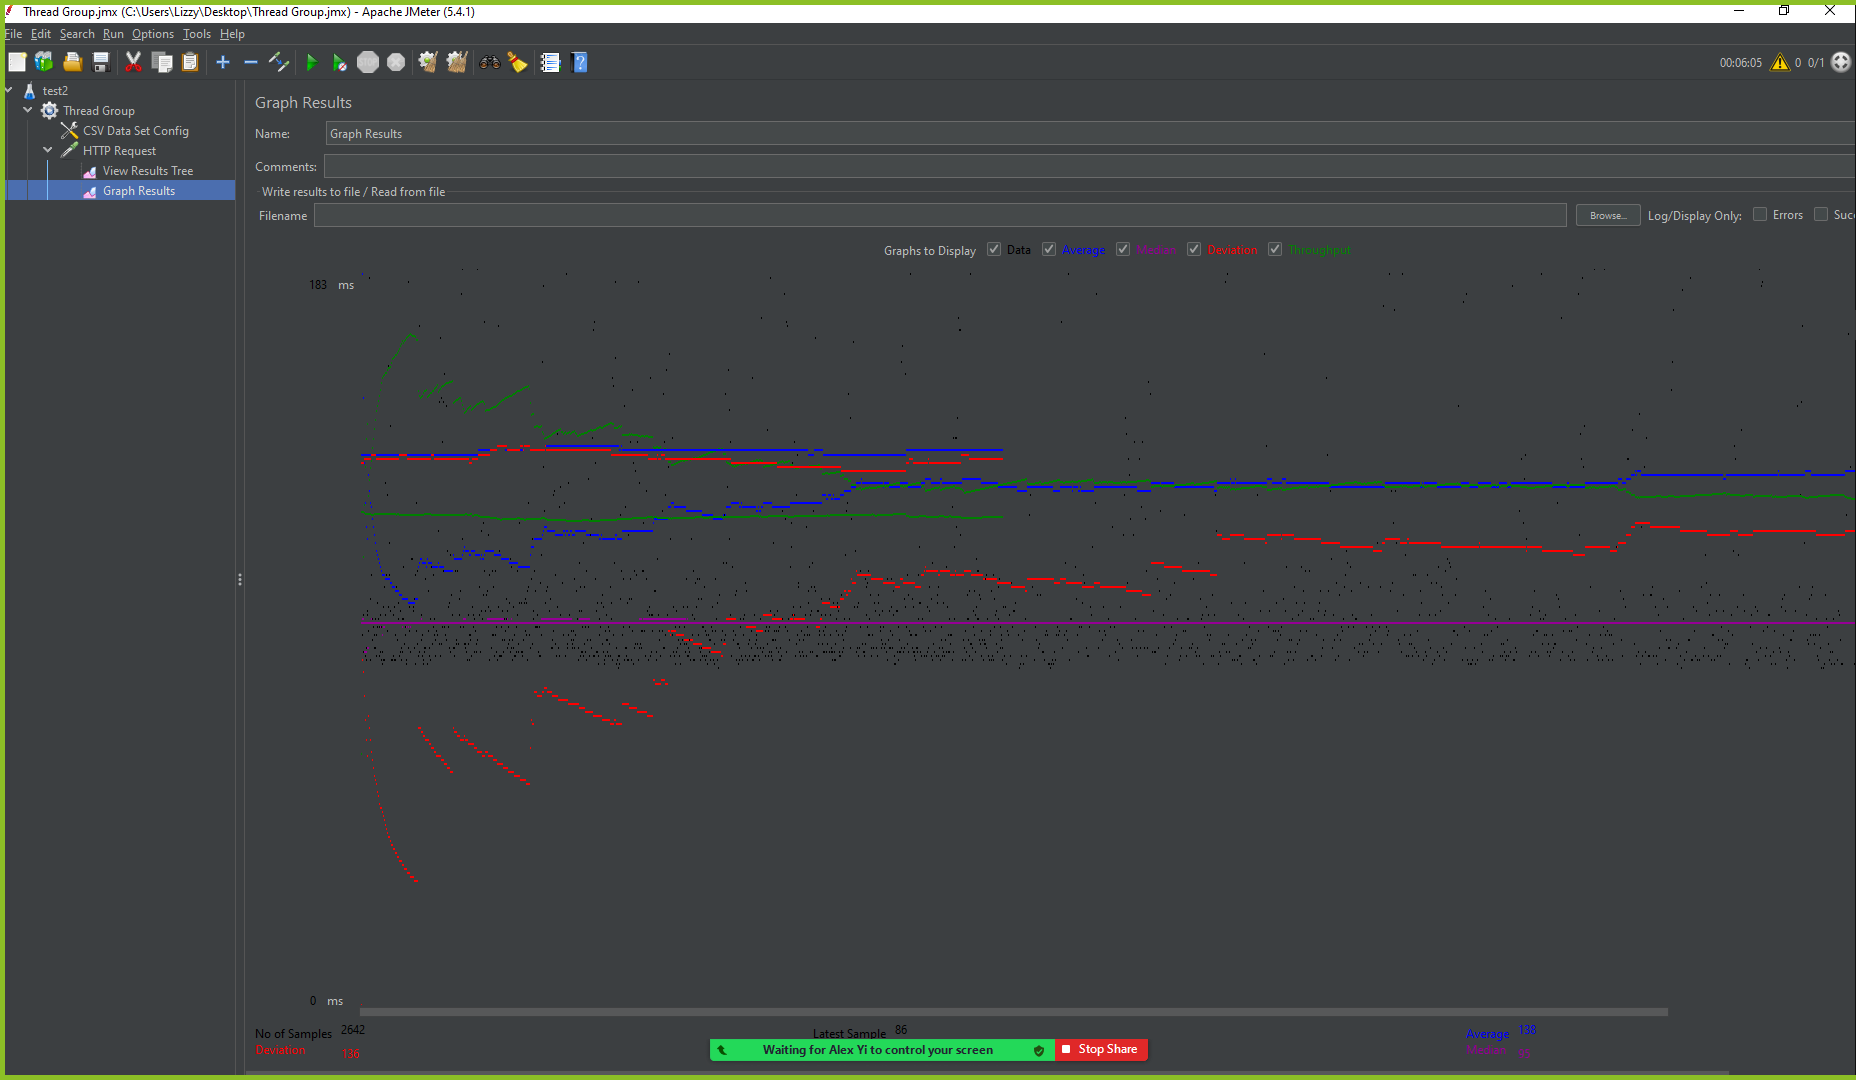 Thread Group.jmx (C:\Users\Lizzy\Desktop\Thread Group.jmx) - Apache JMeter (5.4.1)
File Edit Search Run Options Tools Help
00:06:05 0 0/1
test2
Thread Group
CSV Data Set Config
HTTP Request
View Results Tree
Graph Results
Graph Results
Name: Graph Results
Comments:
Write results to file / Read from file
Filename Browse... Log/Display Only: Errors Suc
Graphs to Display Data Average Median Deviation Throughput
183 ms
0 ms
No of Samples 2642 Latest Sample 86 Average 138
Deviation 136 Median
Waiting for Alex Yi to control your screen Stop Share